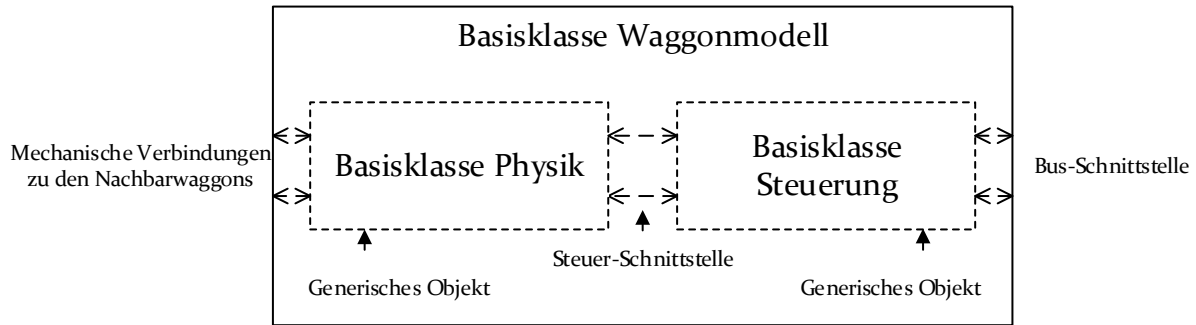 Basisklasse Waggonmodell
Mechanische Verbindungen
zu den Nachbarwaggons
Basisklasse Physik
Basisklasse
Steuerung
Bus-Schnittstelle
Steuer-Schnittstelle
Generisches Objekt
Generisches Objekt